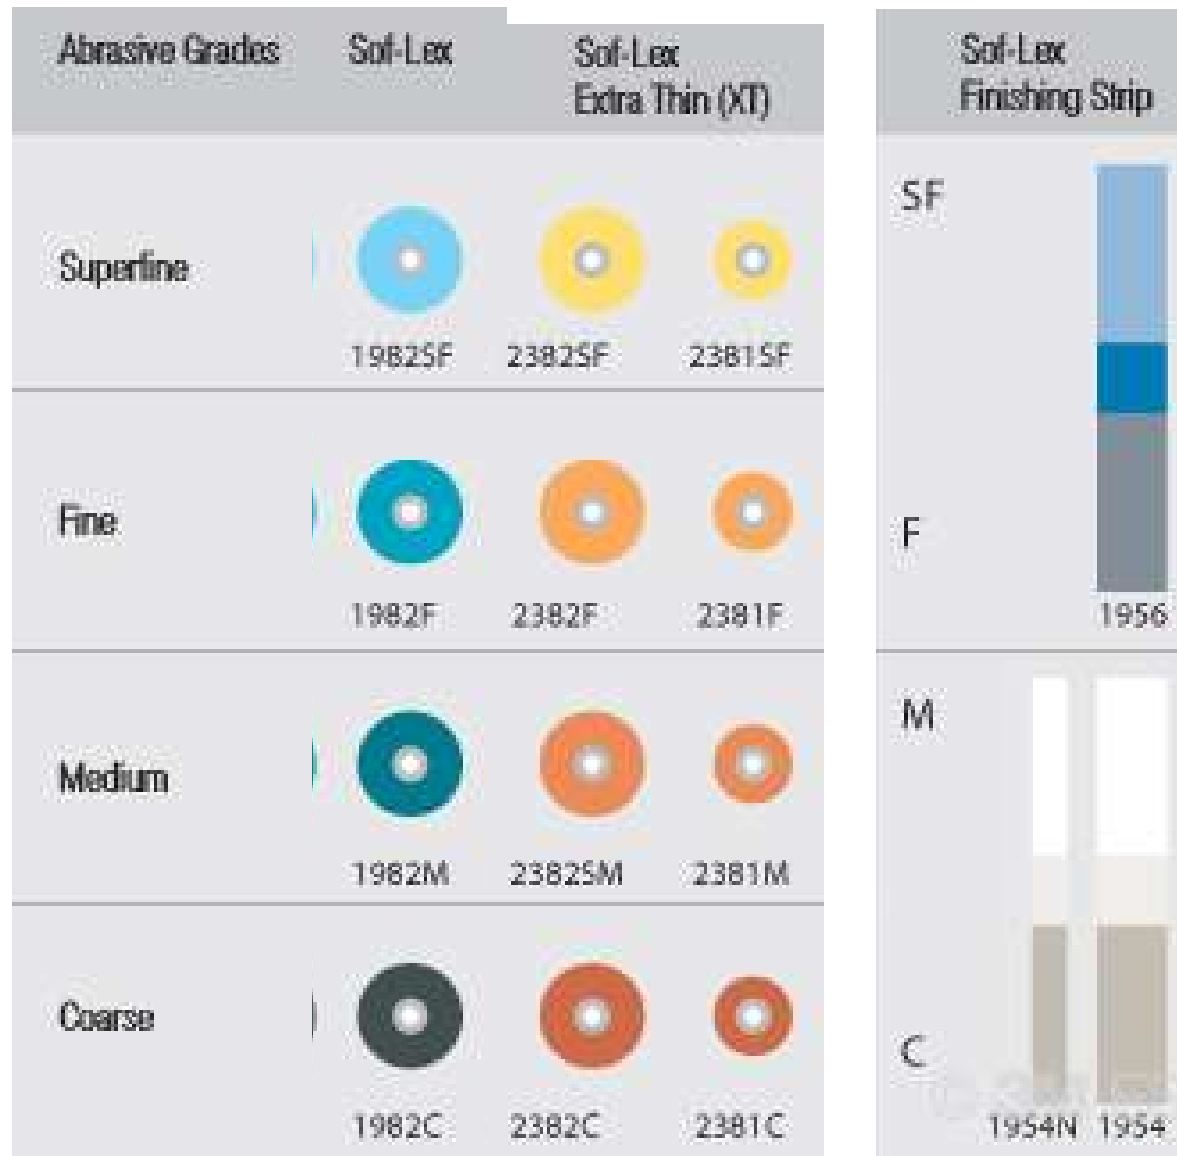 Abrasive Grades
Sof-Lex
Sof-Lex
Extra Thin (XT)
Superfine
1982SF
2382SF
2381SF
Fine
1982F
2382F
2381F
Medium
1982M
2382SM
2381M
Coarse
1982C
2382C
2381C
Sof-Lex
Finishing Strip
SF
F
1956
M
C
1954N
1954